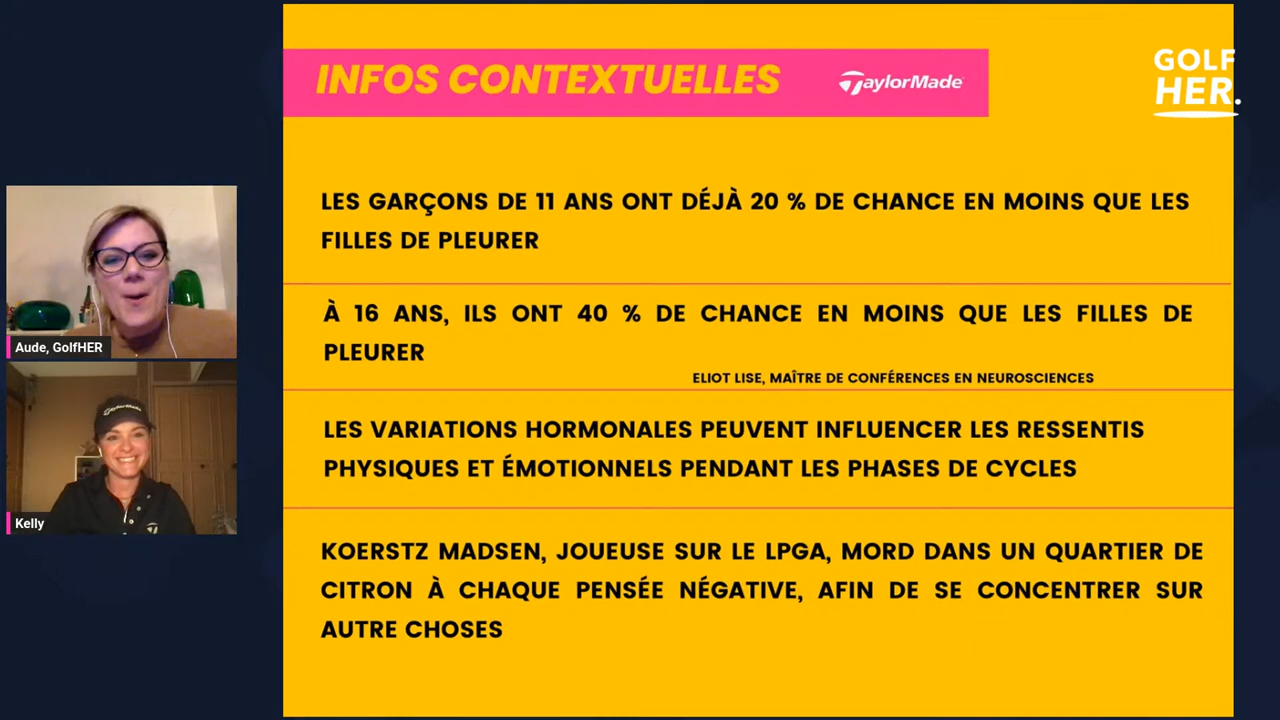 INFOS CONTEXTUELLES
TaylorMade
GOLF
HER.
LES GARÇONS DE 11 ANS ONT DÉJÀ 20 % DE CHANCE EN MOINS QUE LES
FILLES DE PLEURER
À 16 ANS, ILS ONT 40 % DE CHANCE EN MOINS QUE LES FILLES DE
PLEURER
ELIOT LISE, MAÎTRE DE CONFÉRENCES EN NEUROSCIENCES
LES VARIATIONS HORMONALES PEUVENT INFLUENCER LES RESSENTIS
PHYSIQUES ET ÉMOTIONNELS PENDANT LES PHASES DE CYCLES
KOERSTZ MADSEN, JOUEUSE SUR LE LPGA, MORD DANS UN QUARTIER DE
CITRON À CHAQUE PENSÉE NÉGATIVE, AFIN DE SE CONCENTRER SUR
AUTRE CHOSES
Aude, GolfHER
TaylorMade
Kelly